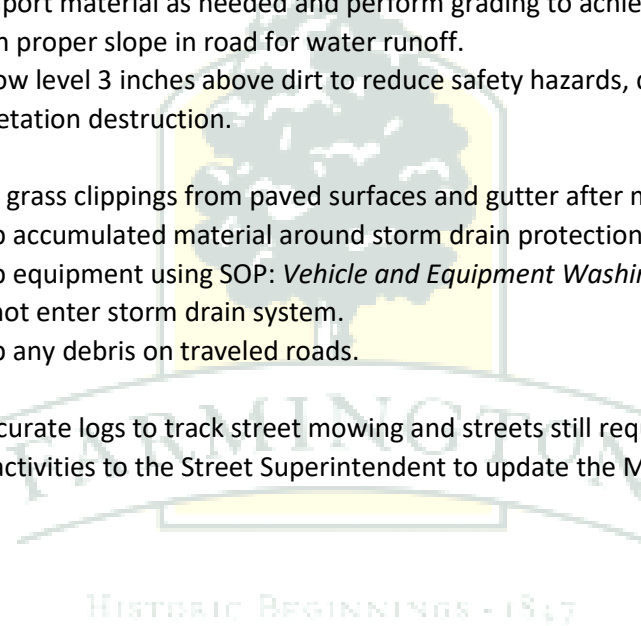 port material as needed and perform grading to achie
n proper slope in road for water runoff.
ow level 3 inches above dirt to reduce safety hazards,
etation destruction.
grass clippings from paved surfaces and gutter after
accumulated material around storm drain protection
equipment using SOP: Vehicle and Equipment Washi
not enter storm drain system.
any debris on traveled roads.
curate logs to track street mowing and streets still req
activities to the Street Superintendent to update the M
FARMINGTON
HISTORIC BEGINNINGS - 1847